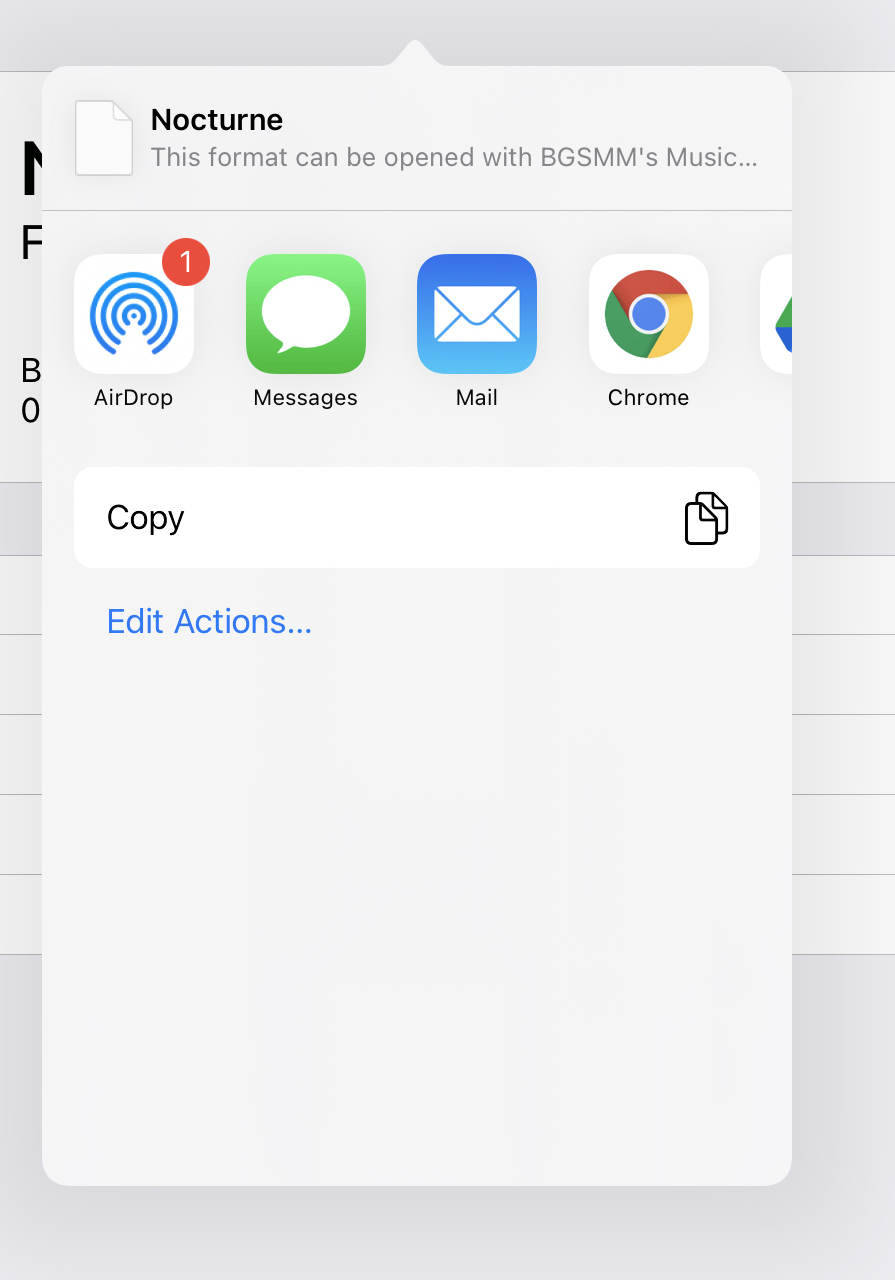 Nocturne
This format can be opened with BGSMM's Music...
1
AirDrop
Messages
Mail
Chrome
B
0
Copy
Edit Actions...